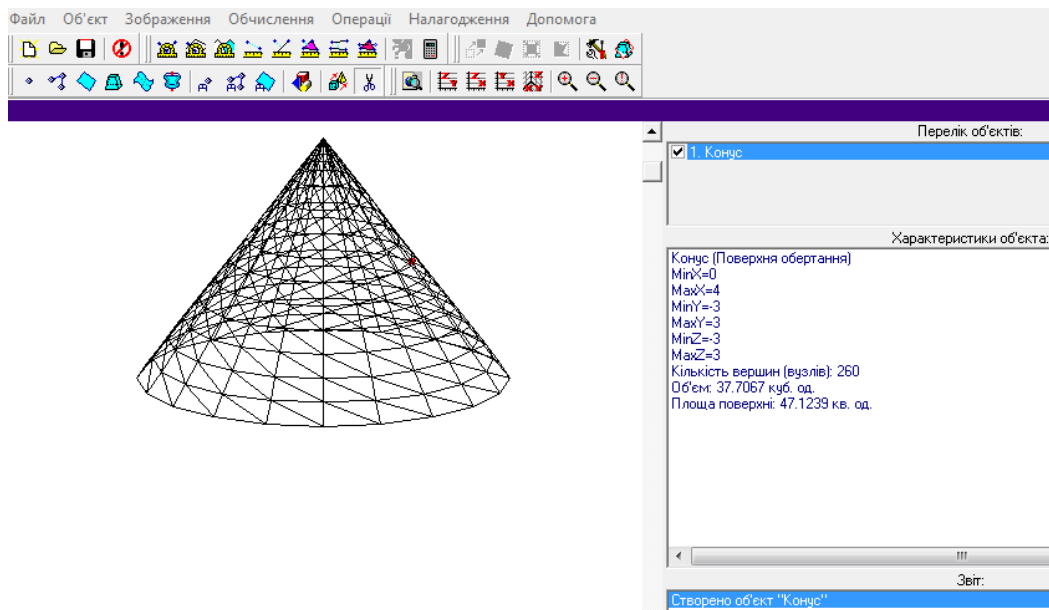 Файл Об'єкт Зображення Обчислення Операції Налагодження Допомога
Перелік об'єктів:
1. Конус
Характеристики об'єкта:
Конус (Поверхня обертання)
MinX=0
MaxX=4
MinY=-3
MaxY=3
MinZ=-3
MaxZ=3
Кількість вершин (вузлів): 260
Об'єм: 37.7067 куб. од.
Площа поверхні: 47.1239 кв. од.
Звіт:
Створено об'єкт "Конус"